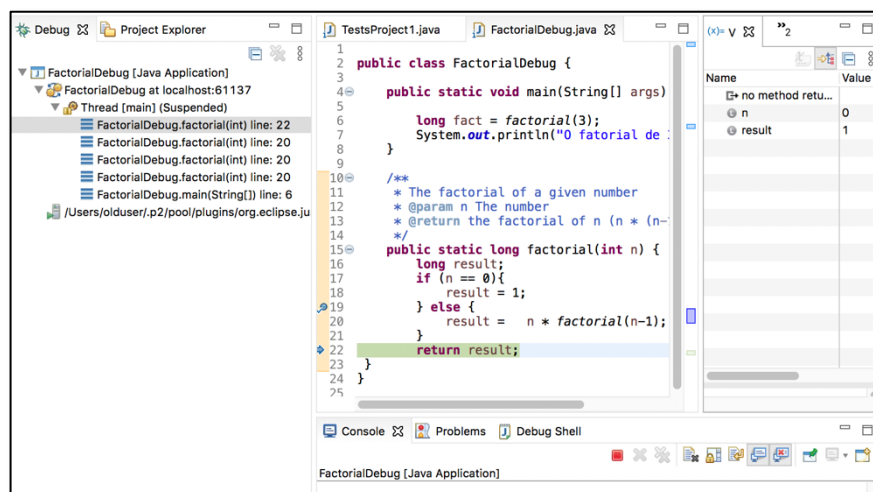 Debug Project Explorer
FactorialDebug [Java Application]
FactorialDebug at localhost:61137
Thread [main] (Suspended)
FactorialDebug.factorial(int) line: 22
FactorialDebug.factorial(int) line: 20
FactorialDebug.factorial(int) line: 20
FactorialDebug.factorial(int) line: 20
FactorialDebug.main(String[]) line: 6
/Users/olduser/.p2/pool/plugins/org.eclipse.ju
TestsProject1.java FactorialDebug.java
1
2 public class FactorialDebug {
3
4 public static void main(String[] args)
5
6 long fact = factorial(3);
7 System.out.println("O fatorial de
8 }
9
10 /**
11 * The factorial of a given number
12 * @param n The number
13 * @return the factorial of n (n * (n-
14 */
15 public static long factorial(int n) {
16 long result;
17 if (n == 0){
18 result = 1;
19 } else {
20 result = n * factorial(n-1);
21 }
22 return result;
23 }
24 }
25
(x)= V »2
Name Value
no method retu...
n 0
result 1
Console Problems Debug Shell
FactorialDebug [Java Application]